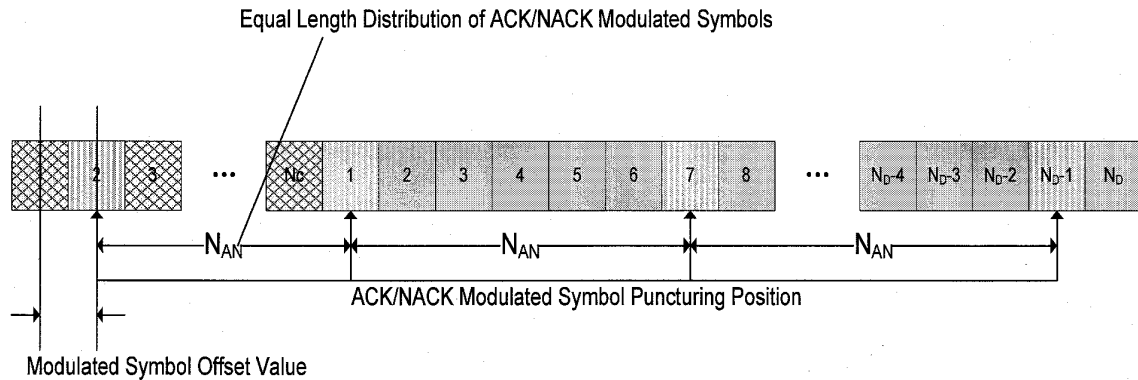 Equal Length Distribution of ACK/NACK Modulated Symbols
2 3 ••• Nc 1 2 3 4 5 6 7 8 ••• N_D-4 N_D-3 N_D-2 N_D-1 N_D
N_AN N_AN N_AN
ACK/NACK Modulated Symbol Puncturing Position
Modulated Symbol Offset Value